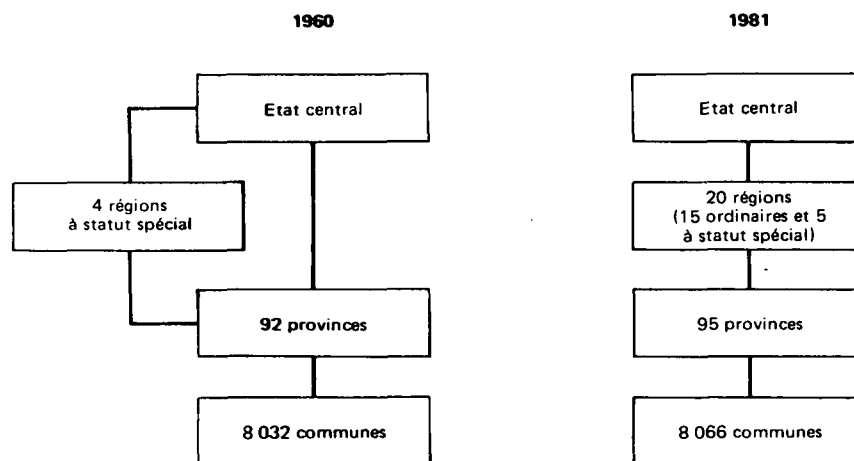 1960
Etat central
4 régions
à statut spécial
92 provinces
8 032 communes
1981
Etat central
20 régions
(15 ordinaires et 5
à statut spécial)
95 provinces
8 066 communes